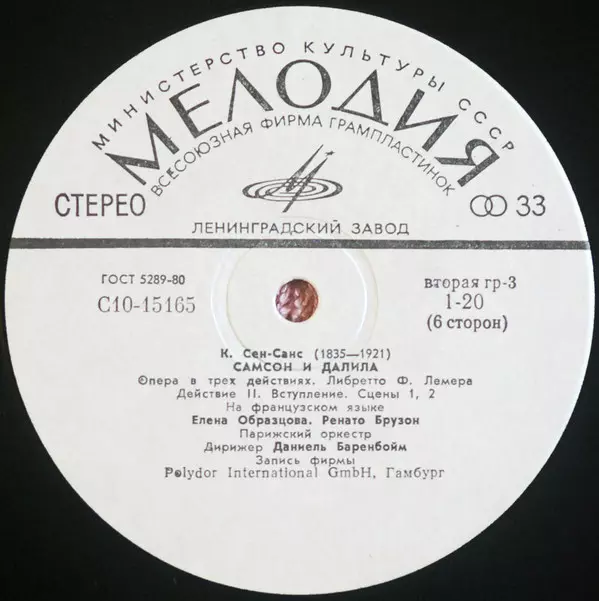 МИНИСТЕРСТВО КУЛЬТУРЫ СССР
МЕЛОДИЯ
ВСЕСОЮЗНАЯ ФИРМА ГРАМПЛАСТИНОК
СТЕРЕО
33
ЛЕНИНГРАДСКИЙ ЗАВОД
ГОСТ 5289-80
С10-15165
вторая гр-3
1-20
(6 сторон)
К. Сен-Санс (1835—1921)
САМСОН И ДАЛИЛА
Опера в трех действиях. Либретто Ф. Лемера
Действие II. Вступление. Сцены 1, 2
На французском языке
Елена Образцова, Ренато Брузон
Парижский оркестр
Дирижер Даниель Баренбойм
Запись фирмы
Polydor International GmbH, Гамбург